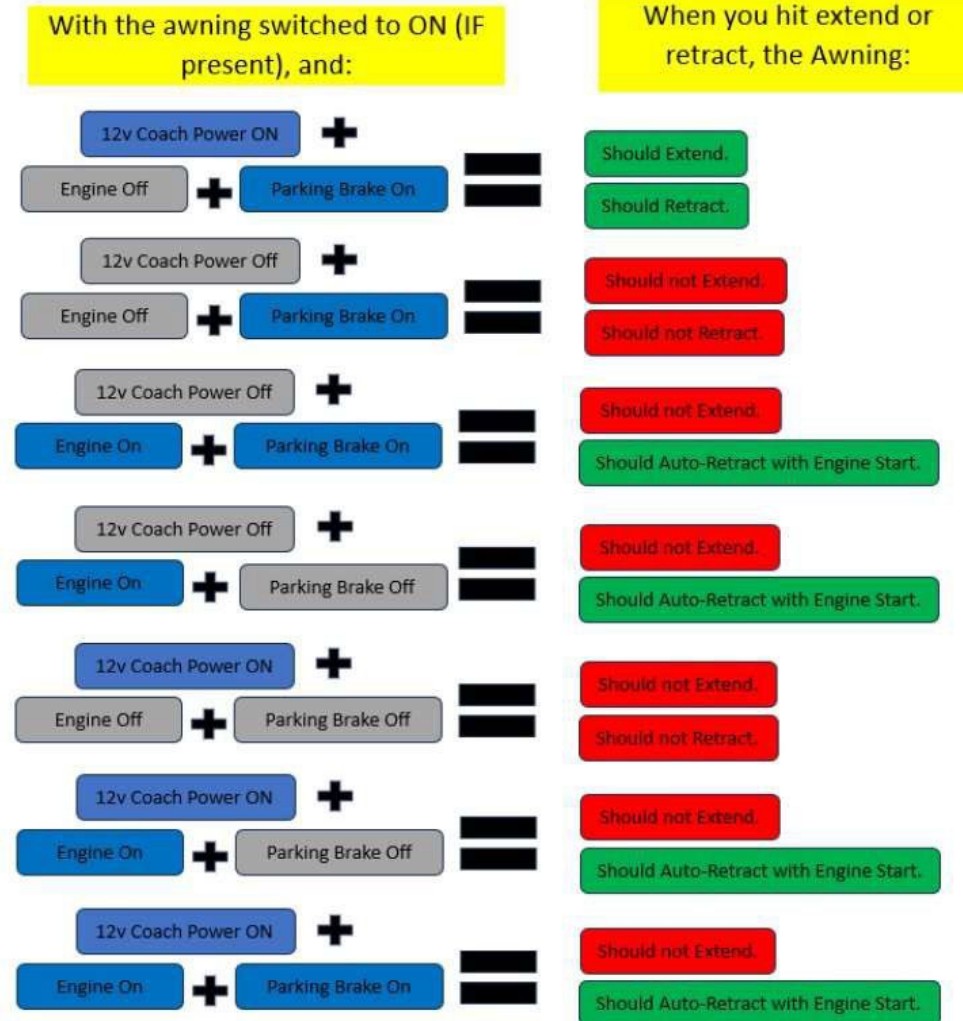 With the awning switched to ON (IF
present), and:
When you hit extend or
retract, the Awning:
12v Coach Power ON
Engine Off
Parking Brake On
Should Extend.
Should Retract.
12v Coach Power Off
Engine Off
Parking Brake On
Should not Extend.
Should not Retract.
12v Coach Power Off
Engine On
Parking Brake On
Should not Extend.
Should Auto-Retract with Engine Start.
12v Coach Power Off
Engine On
Parking Brake Off
Should not Extend.
Should Auto-Retract with Engine Start.
12v Coach Power ON
Engine Off
Parking Brake Off
Should not Extend.
Should not Retract.
12v Coach Power ON
Engine On
Parking Brake Off
Should not Extend.
Should Auto-Retract with Engine Start.
12v Coach Power ON
Engine On
Parking Brake On
Should not Extend.
Should Auto-Retract with Engine Start.